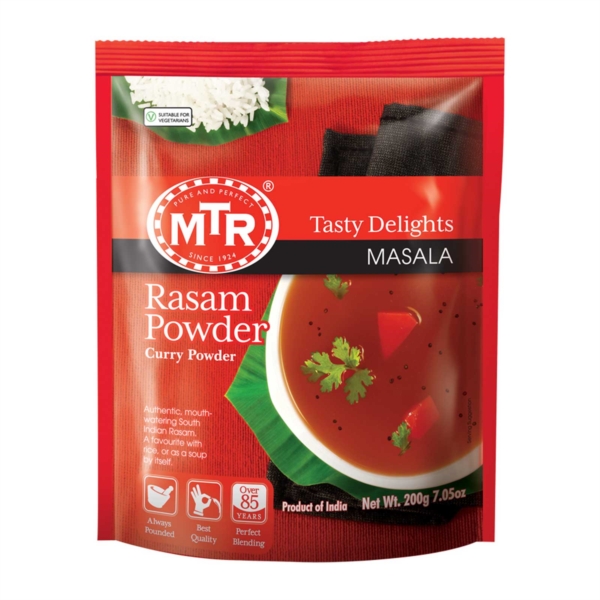 SUITABLE FOR
VEGETARIANS
PURE AND PERFECT
MTR
®
SINCE 1924
Tasty Delights
MASALA
Rasam
Powder
Curry Powder
Authentic, mouth-
watering South
Indian Rasam.
A favourite with
rice, or as a soup
by itself.
Always
Pounded
Best
Quality
Over
85
YEARS
Perfect
Blending
Product of India
Net Wt. 200g 7.05oz